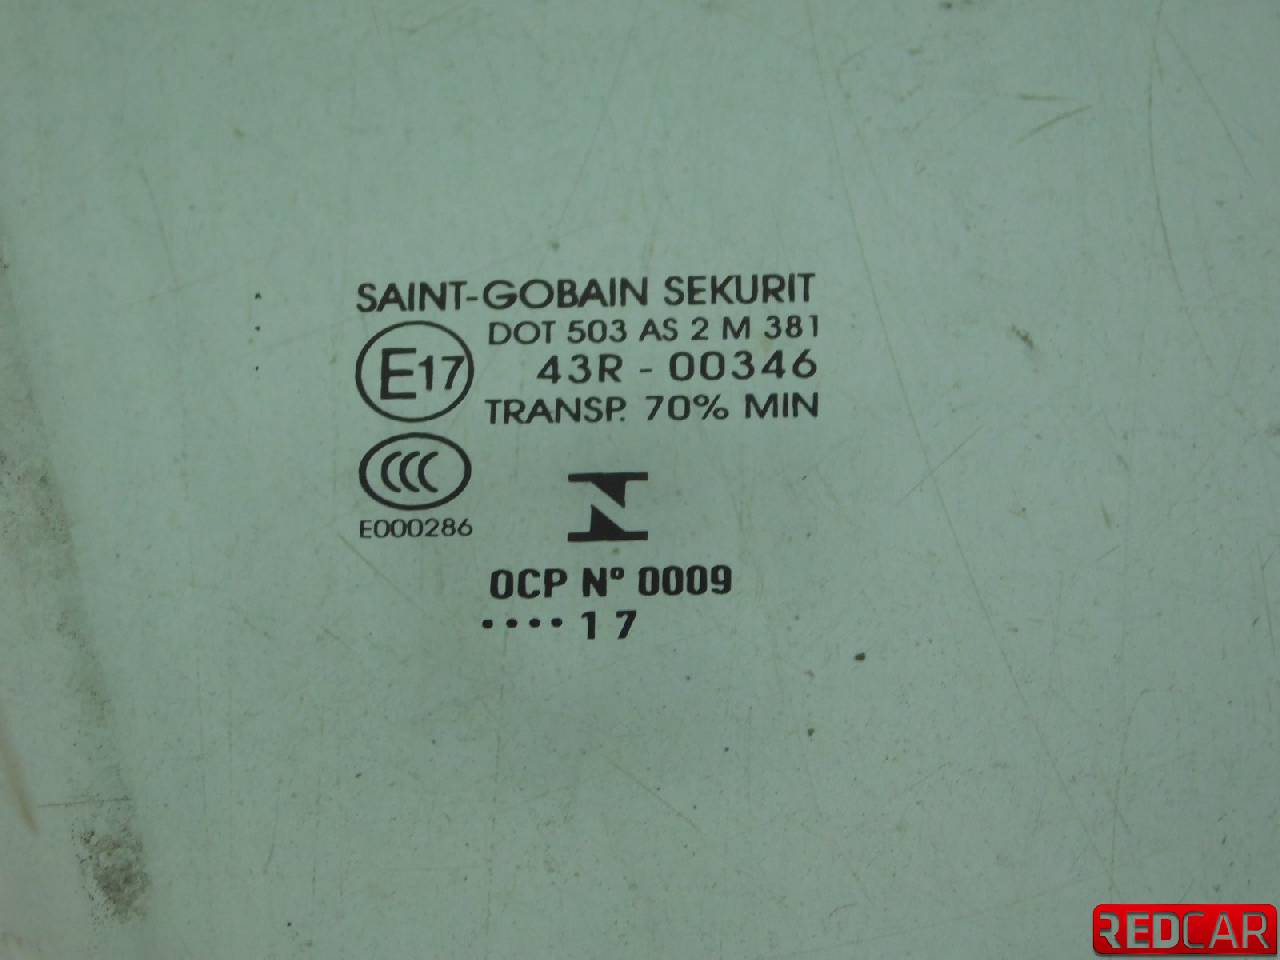 SAINT-GOBAIN SEKURIT
DOT 503 AS 2 M 381
E17
43R - 00346
TRANSP. 70% MIN
CCC
E000286
OCP Nº 0009
····17
REDCAR